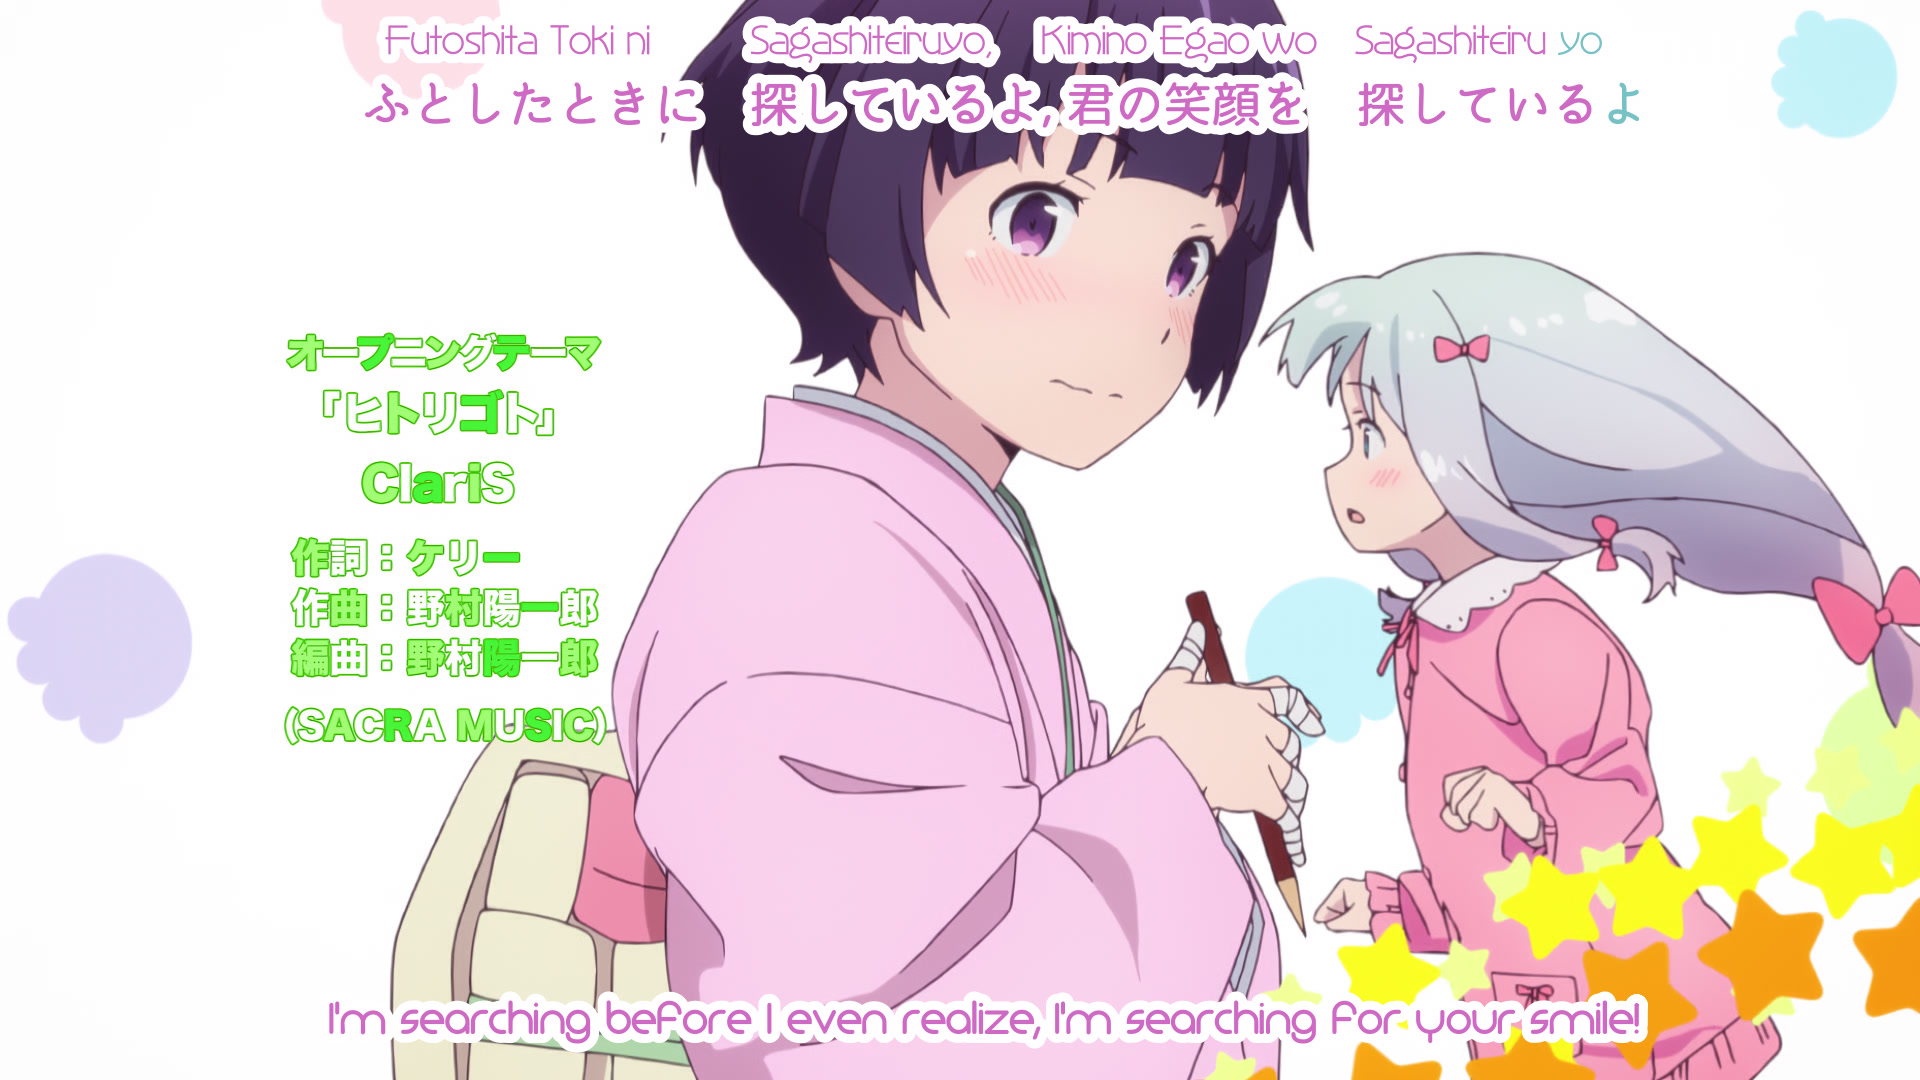 Futoshita Toki ni Sagashiteiruyo, Kimino Egao wo Sagashiteiru yo
ふとしたときに 探しているよ, 君の笑顔を 探しているよ
オープニングテーマ
「ヒトリゴト」
ClariS
作詞：ケリー
作曲：野村陽一郎
編曲：野村陽一郎
(SACRA MUSIC)
I'm searching before I even realize, I'm searching for your smile!